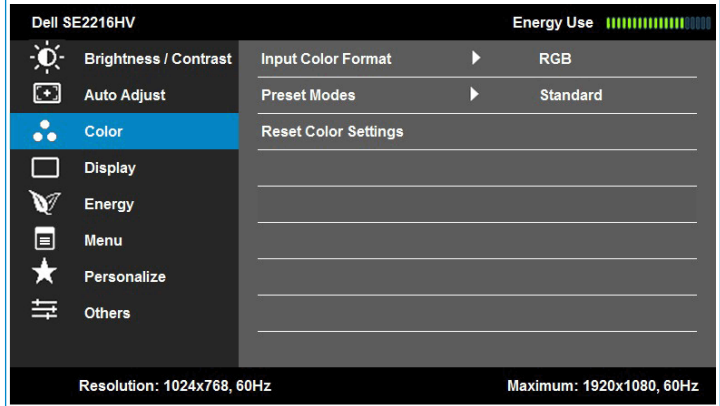 Dell SE2216HV Energy Use
Brightness / Contrast Input Color Format RGB
Auto Adjust Preset Modes Standard
Color Reset Color Settings
Display
Energy
Menu
Personalize
Others
Resolution: 1024x768, 60Hz Maximum: 1920x1080, 60Hz